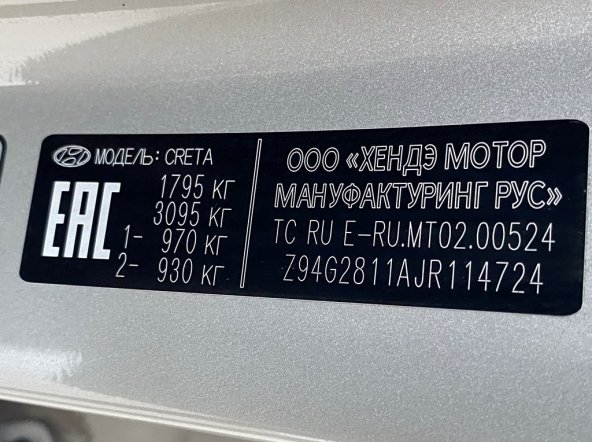 МОДЕЛЬ: CRETA
EAC
1795 КГ
3095 КГ
1- 970 КГ
2- 930 КГ
ООО «ХЕНДЭ МОТОР
МАНУФАКТУРИНГ РУС»
ТС RU E-RU.MT02.00524
Z94G2811AJR114724